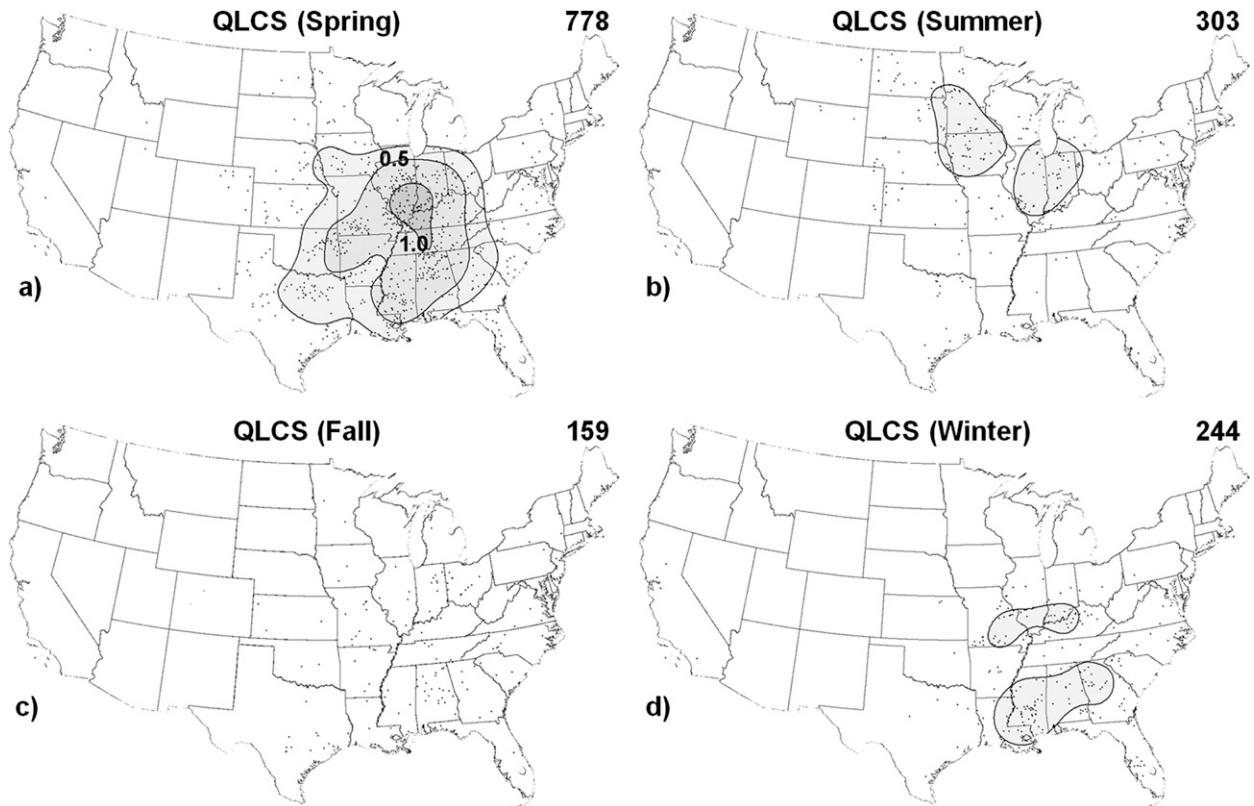 QLCS (Spring) 778
QLCS (Summer) 303
0.5
1.0
a)
b)
QLCS (Fall) 159
QLCS (Winter) 244
c)
d)